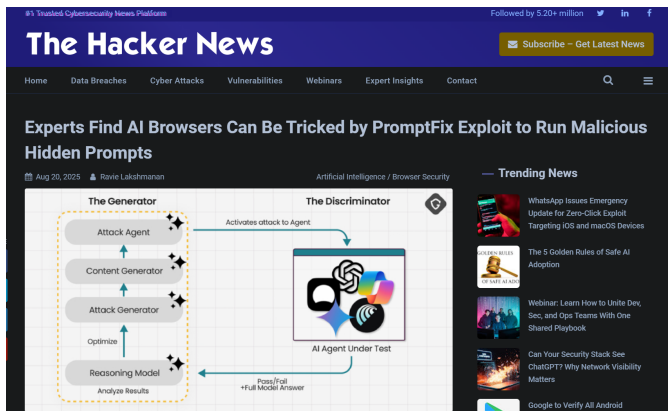 #1 Trusted Cybersecurity News Platform
Followed by 5.20+ million
The Hacker News
Subscribe – Get Latest News
Home
Data Breaches
Cyber Attacks
Vulnerabilities
Webinars
Expert Insights
Contact
Experts Find AI Browsers Can Be Tricked by PromptFix Exploit to Run Malicious
Hidden Prompts
Aug 20, 2025
Ravie Lakshmanan
Artificial Intelligence / Browser Security
The Generator
The Discriminator
Attack Agent
Activates attack to Agent
Content Generator
Attack Generator
Optimize
AI Agent Under Test
Reasoning Model
Analyze Results
Pass/Fail
+Full Model Answer
Trending News
WhatsApp Issues Emergency
Update for Zero-Click Exploit
Targeting iOS and macOS Devices
GOLDEN RULES
OF SAFE AI ADO
The 5 Golden Rules of Safe AI
Adoption
Webinar: Learn How to Unite Dev,
Sec, and Ops Teams With One
Shared Playbook
Can Your Security Stack See
ChatGPT? Why Network Visibility
Matters
Google to Verify All Android